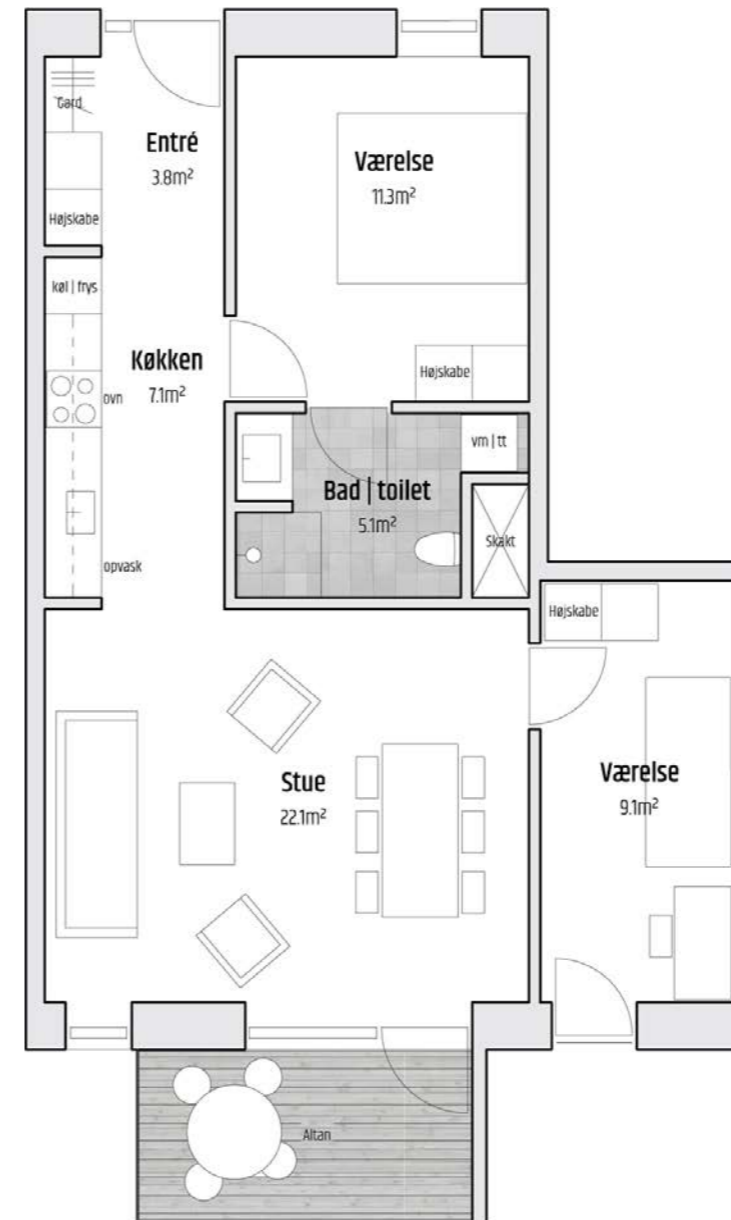 Gard.
Entré
3.8m²
Højskabe
Værelse
11.3m²
køl | frys
Køkken
7.1m²
ovn
Højskabe
vm | tt
Bad | toilet
5.1m²
Skakt
opvask
Højskabe
Stue
22.1m²
Værelse
9.1m²
Altan